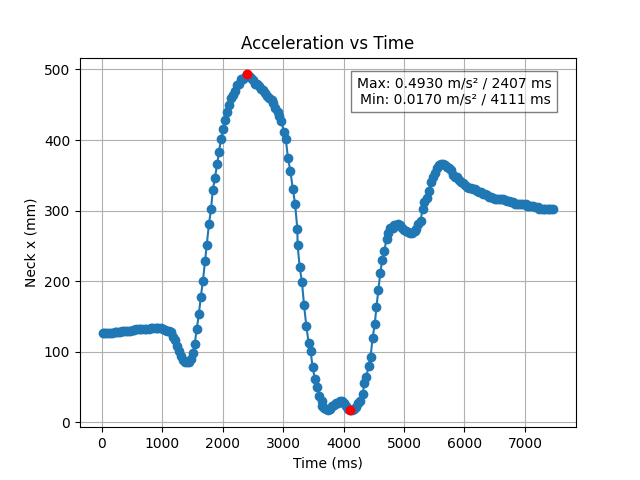 Acceleration vs Time
Max: 0.4930 m/s² / 2407 ms
Min: 0.0170 m/s² / 4111 ms
Neck x (mm)
500
400
300
200
100
0
0 1000 2000 3000 4000 5000 6000 7000
Time (ms)